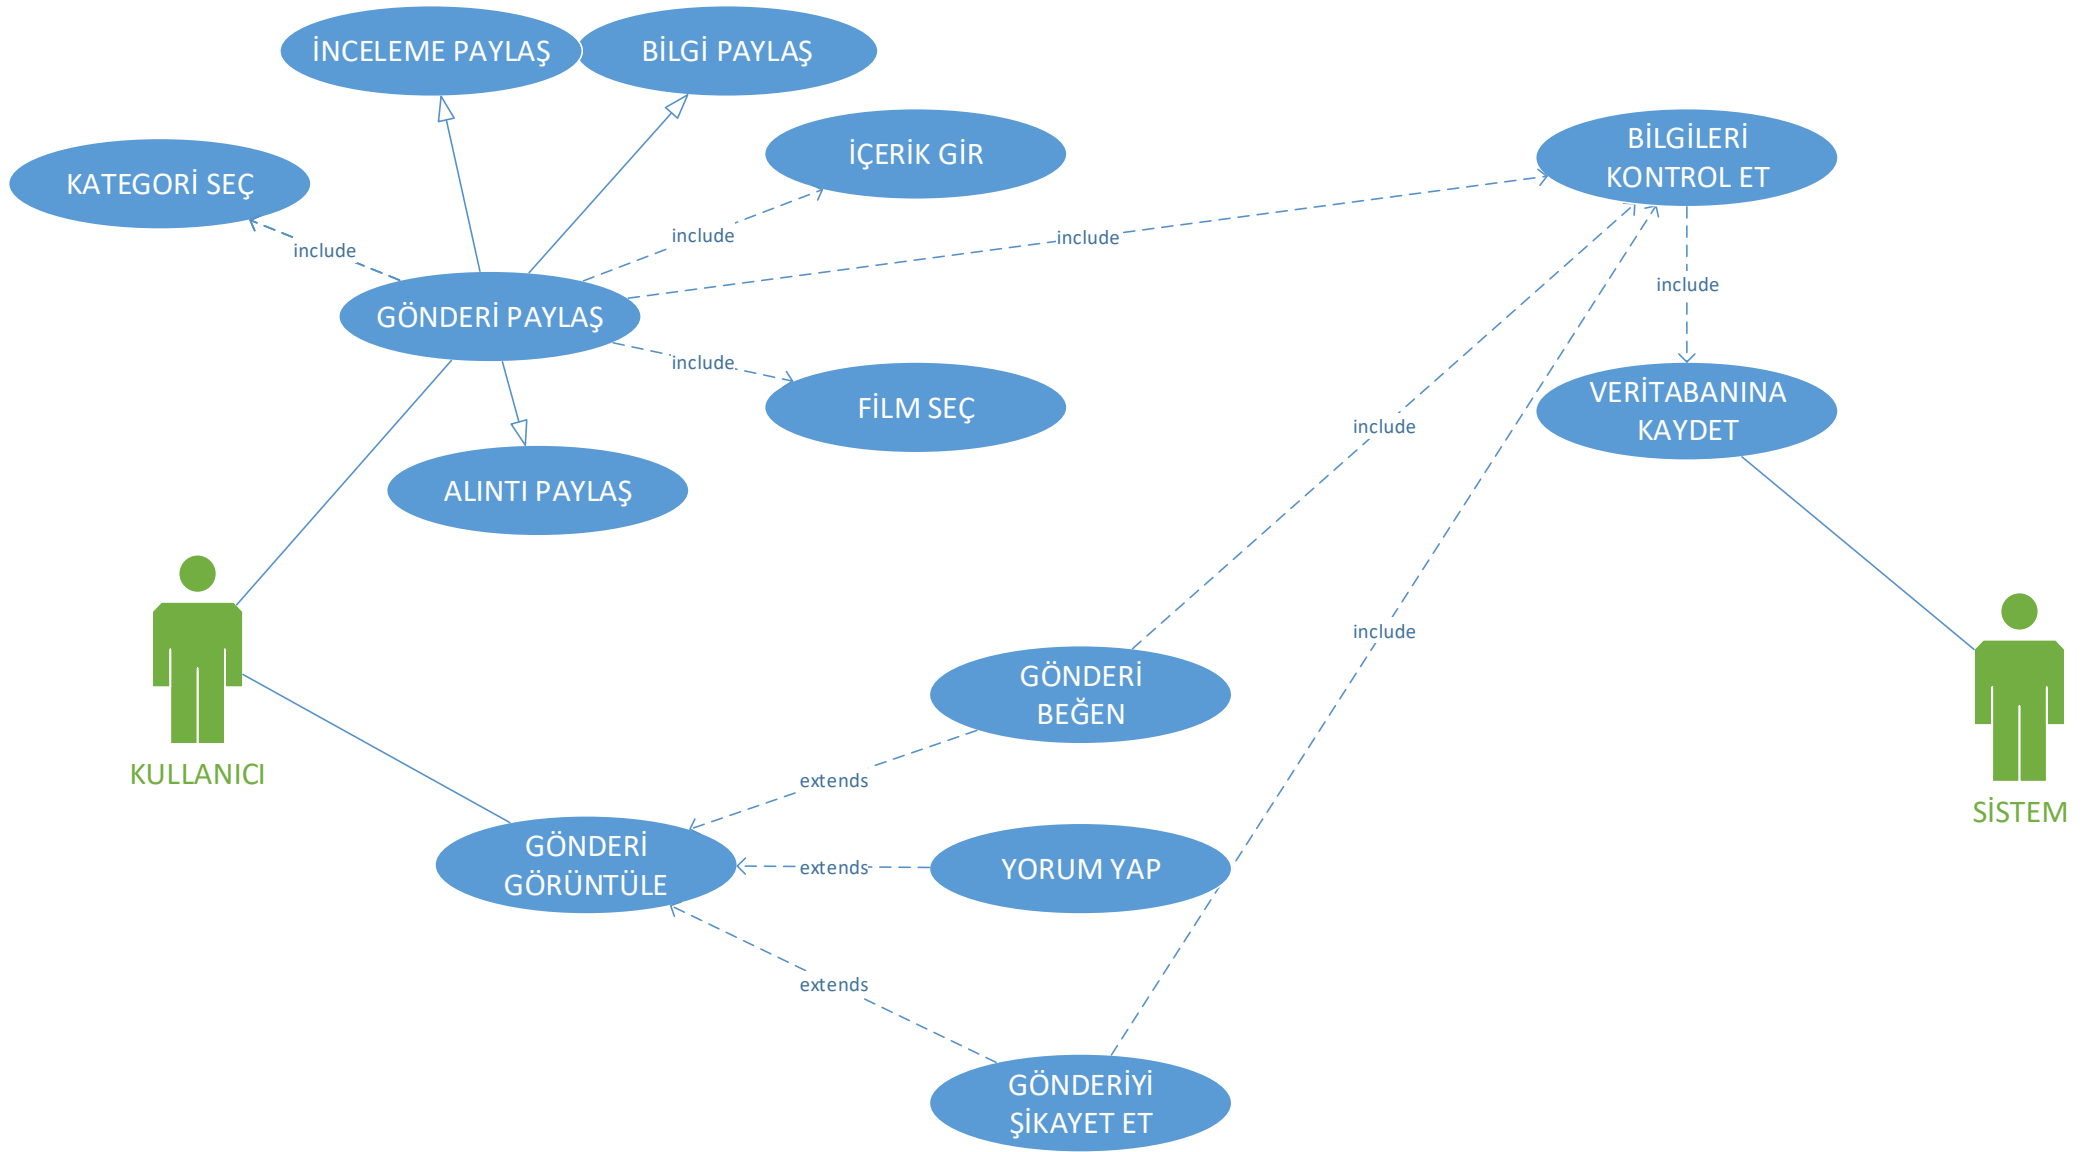 İNCELEME PAYLAŞ
BİLGİ PAYLAŞ
İÇERİK GİR
BİLGİLERİ
KONTROL ET
KATEGORİ SEÇ
include
include
include
include
GÖNDERİ PAYLAŞ
include
FİLM SEÇ
VERİTABANINA
KAYDET
include
ALINTI PAYLAŞ
include
GÖNDERİ
BEĞEN
KULLANICI
extends
SİSTEM
GÖNDERİ
GÖRÜNTÜLE
extends
YORUM YAP
extends
GÖNDERİYİ
ŞİKAYET ET